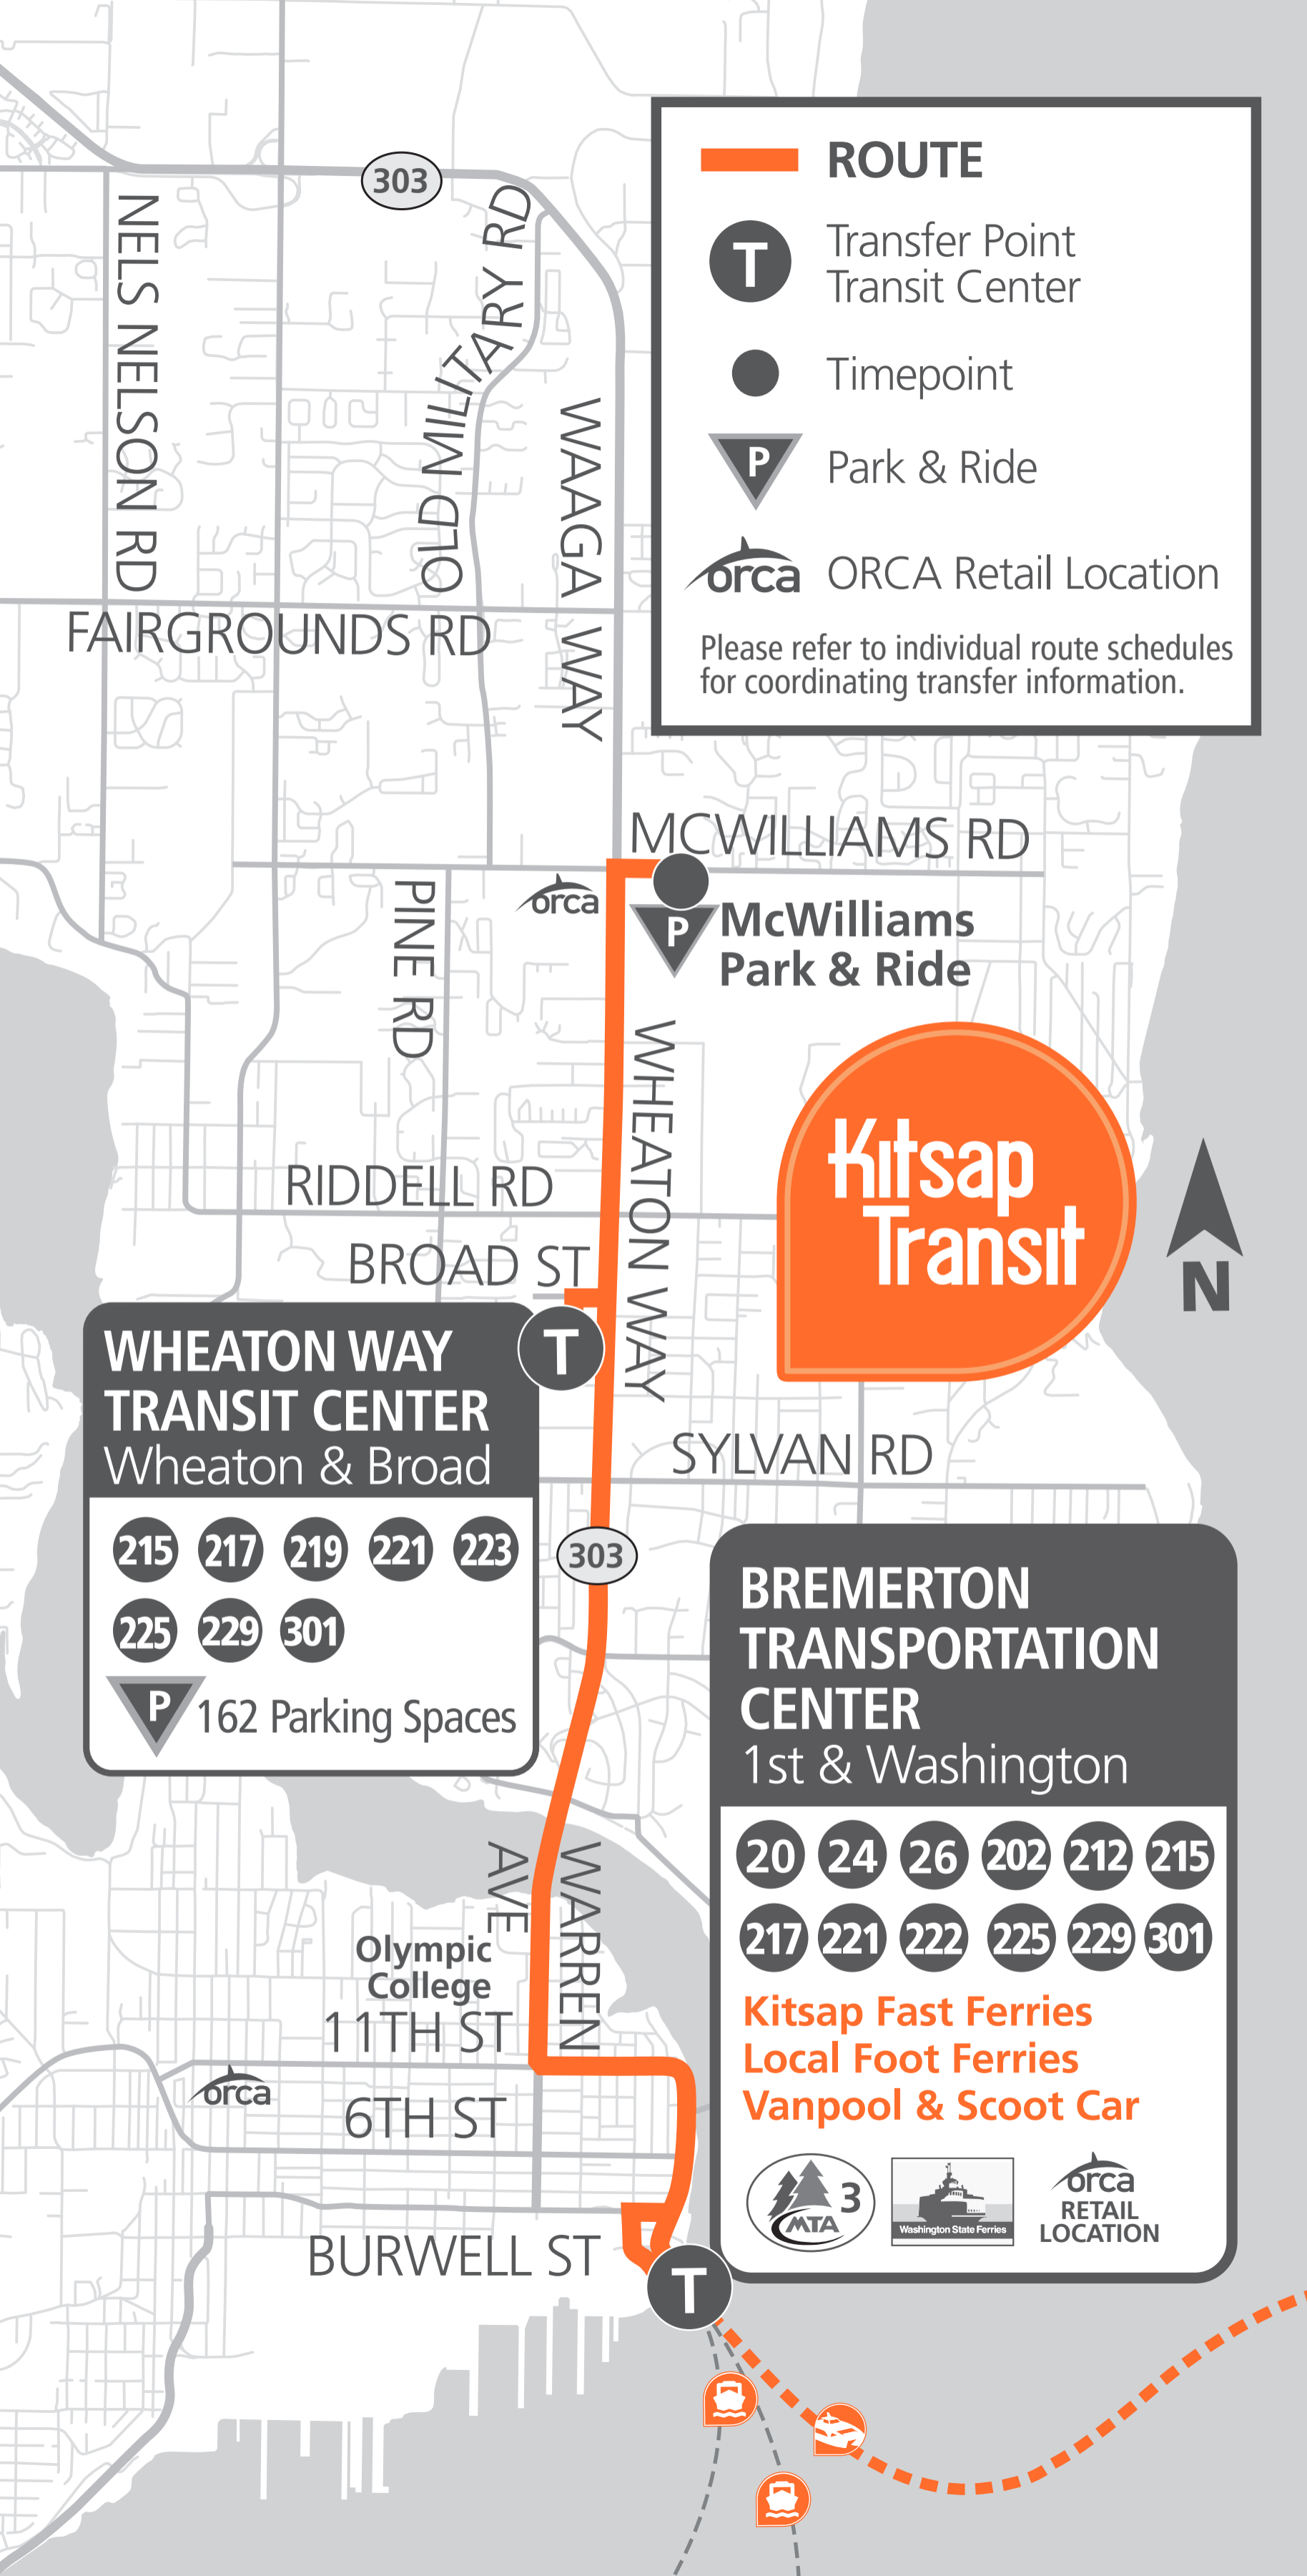 303
ROUTE
T
Transfer Point
Transit Center
Timepoint
P
Park & Ride
orca
ORCA Retail Location
Please refer to individual route schedules
for coordinating transfer information.
NELS NELSON RD
OLD MILITARY RD
WAAGA WAY
FAIRGROUNDS RD
MCWILLIAMS RD
orca
P
McWilliams
Park & Ride
PINE RD
WHEATON WAY
Kitsap
Transit
N
RIDDELL RD
BROAD ST
T
WHEATON WAY
TRANSIT CENTER
Wheaton & Broad
215 217 219 221 223
225 229 301
P 162 Parking Spaces
SYLVAN RD
303
BREMERTON
TRANSPORTATION
CENTER
1st & Washington
20 24 26 202 212 215
217 221 222 225 229 301
Kitsap Fast Ferries
Local Foot Ferries
Vanpool & Scoot Car
MTA 3
Washington State Ferries
orca
RETAIL
LOCATION
WARREN
AVE
Olympic
College
11TH ST
orca
6TH ST
BURWELL ST
T